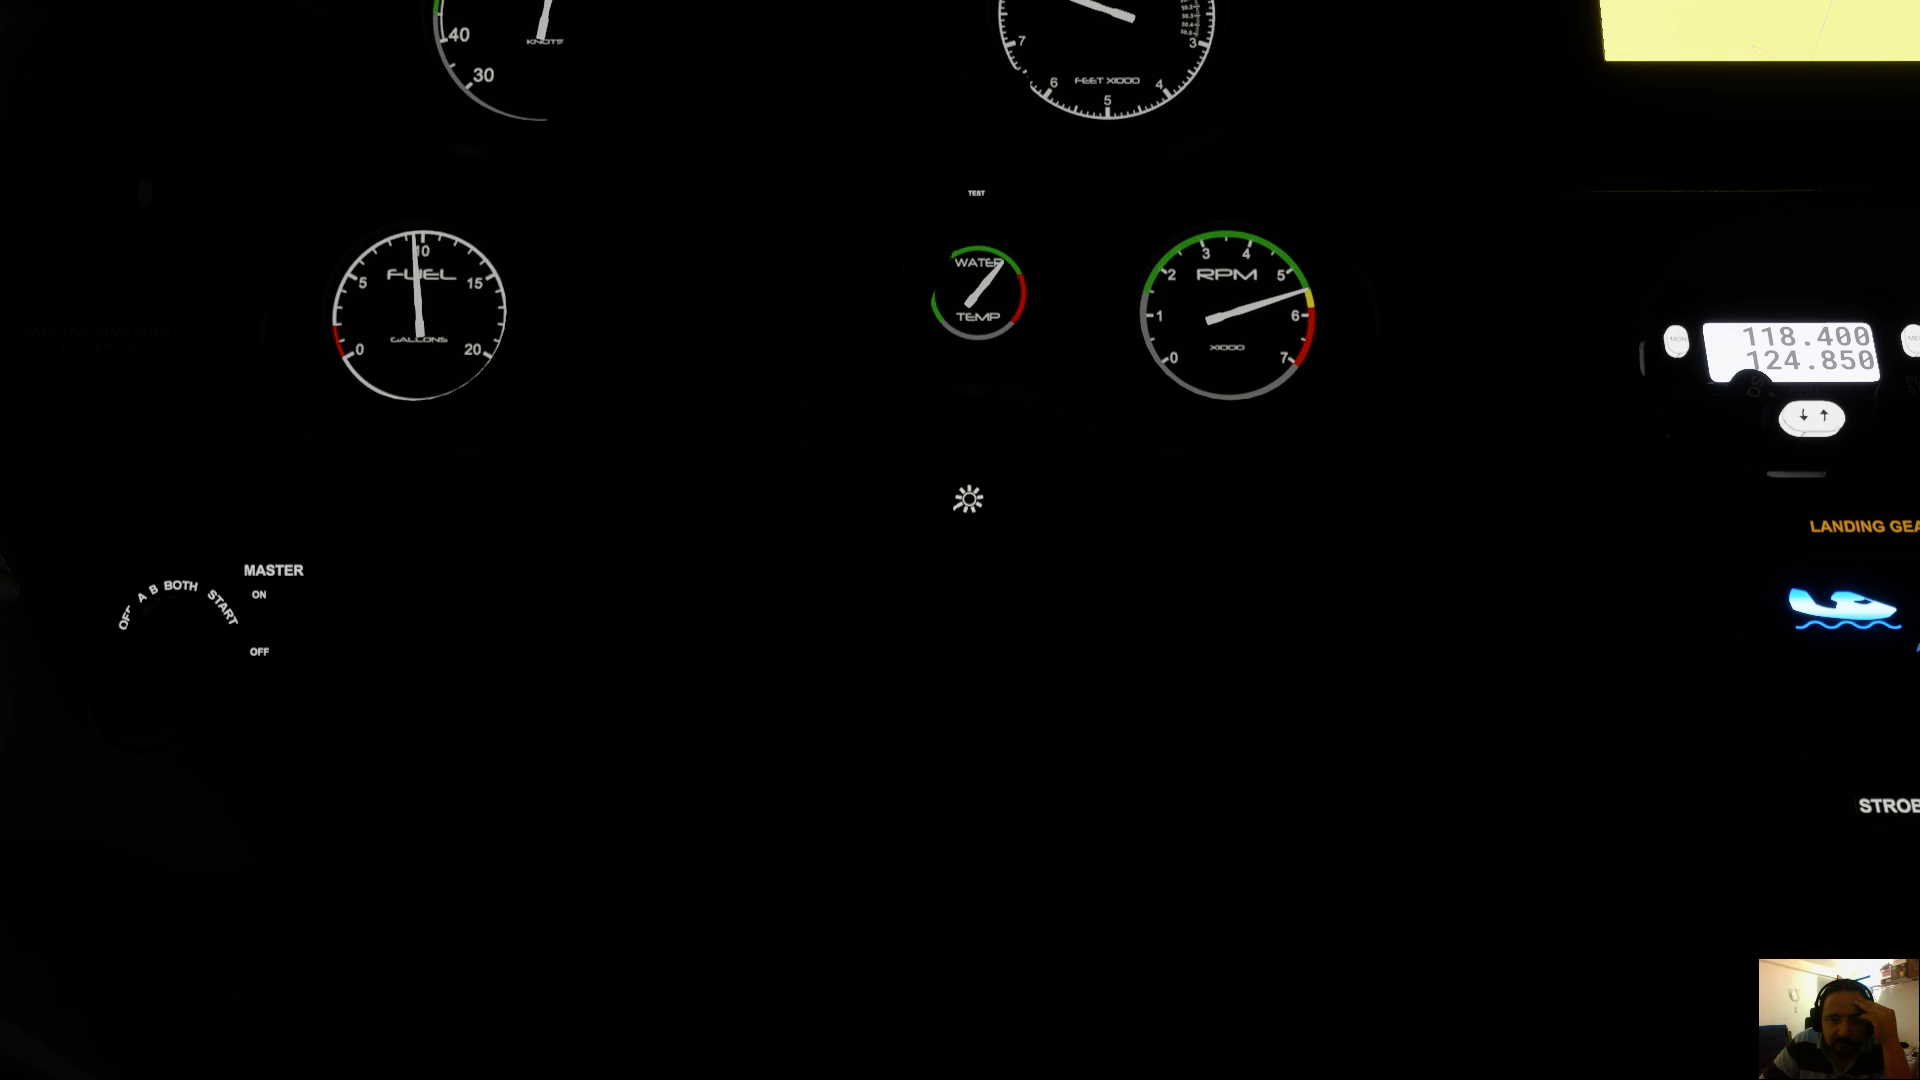 40
KNOTS
30
7
3
6
FEET X1000
4
5
TEST
10
5
FUEL
15
GALLONS
0
20
WATER
TEMP
3
4
2
RPM
5
1
6
X1000
0
7
MON
118.400
124.850
SQ
LANDING GEA
MASTER
ON
OFF A B BOTH START
OFF
STROB